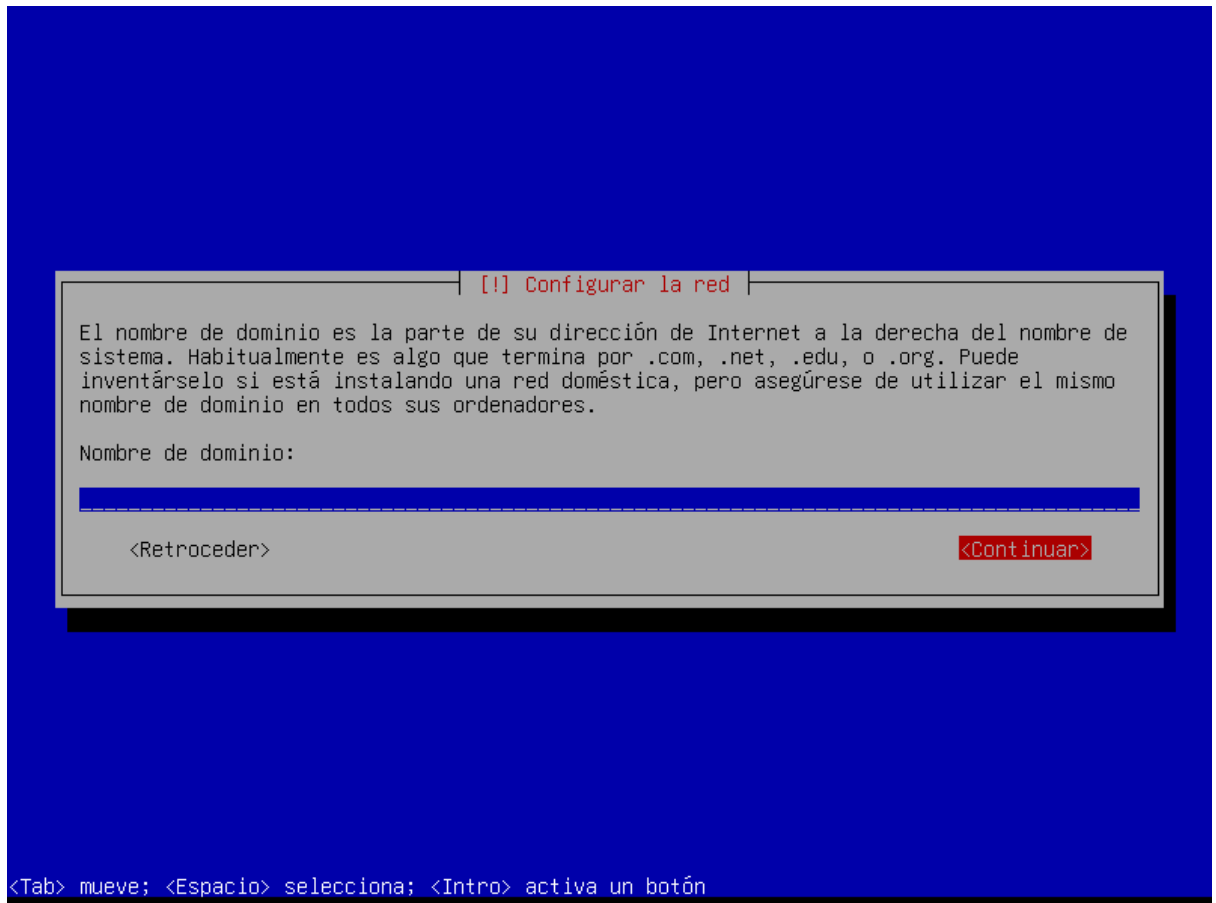 [!] Configurar la red
El nombre de dominio es la parte de su dirección de Internet a la derecha del nombre de
sistema. Habitualmente es algo que termina por .com, .net, .edu, o .org. Puede
inventárselo si está instalando una red doméstica, pero asegúrese de utilizar el mismo
nombre de dominio en todos sus ordenadores.
Nombre de dominio:
<Retroceder> <Continuar>
<Tab> mueve; <Espacio> selecciona; <Intro> activa un botón